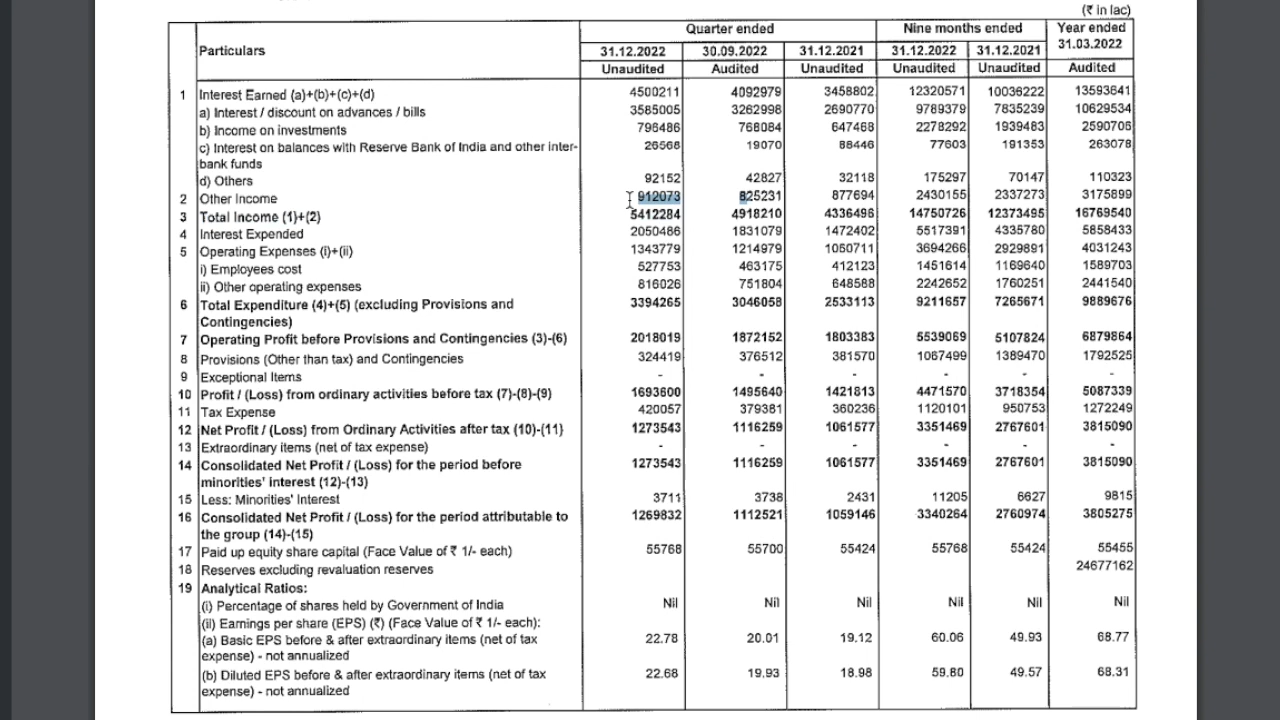 (₹ in lac)
Particulars Quarter ended Nine months ended Year ended
31.12.2022 30.09.2022 31.12.2021 31.12.2022 31.12.2021 31.03.2022
Unaudited Audited Unaudited Unaudited Unaudited Audited
1 Interest Earned (a)+(b)+(c)+(d) 4500211 4092979 3458802 12320571 10036222 13593641
a) Interest / discount on advances / bills 3585005 3262998 2690770 9789379 7835239 10629534
b) Income on investments 796486 768084 647468 2278292 1939483 2590706
c) Interest on balances with Reserve Bank of India and other inter- 26568 19070 88446 77603 191353 263078
bank funds
d) Others 92152 42827 32118 175297 70147 110323
2 Other Income 912073 825231 877694 2430155 2337273 3175899
3 Total Income (1)+(2) 5412284 4918210 4336496 14750726 12373495 16769540
4 Interest Expended 2050486 1831079 1472402 5517391 4335780 5858433
5 Operating Expenses (i)+(ii) 1343779 1214979 1060711 3694266 2929891 4031243
i) Employees cost 527753 463175 412123 1451614 1169640 1589703
ii) Other operating expenses 816026 751804 648588 2242652 1760251 2441540
6 Total Expenditure (4)+(5) (excluding Provisions and 3394265 3046058 2533113 9211657 7265671 9889676
Contingencies)
7 Operating Profit before Provisions and Contingencies (3)-(6) 2018019 1872152 1803383 5539069 5107824 6879864
8 Provisions (Other than tax) and Contingencies 324419 376512 381570 1067499 1389470 1792525
9 Exceptional Items - - - - - -
10 Profit / (Loss) from ordinary activities before tax (7)-(8)-(9) 1693600 1495640 1421813 4471570 3718354 5087339
11 Tax Expense 420057 379381 360236 1120101 950753 1272249
12 Net Profit / (Loss) from Ordinary Activities after tax (10)-(11) 1273543 1116259 1061577 3351469 2767601 3815090
13 Extraordinary items (net of tax expense) - - - - - -
14 Consolidated Net Profit / (Loss) for the period before 1273543 1116259 1061577 3351469 2767601 3815090
minorities' interest (12)-(13)
15 Less: Minorities' Interest 3711 3738 2431 11205 6627 9815
16 Consolidated Net Profit / (Loss) for the period attributable to 1269832 1112521 1059146 3340264 2760974 3805275
the group (14)-(15)
17 Paid up equity share capital (Face Value of ₹ 1/- each) 55768 55700 55424 55768 55424 55455
18 Reserves excluding revaluation reserves 24677162
19 Analytical Ratios:
(i) Percentage of shares held by Government of India Nil Nil Nil Nil Nil Nil
(ii) Earnings per share (EPS) (₹) (Face Value of ₹ 1/- each):
(a) Basic EPS before & after extraordinary items (net of tax 22.78 20.01 19.12 60.06 49.93 68.77
expense) - not annualized
(b) Diluted EPS before & after extraordinary items (net of tax 22.68 19.93 18.98 59.80 49.57 68.31
expense) - not annualized